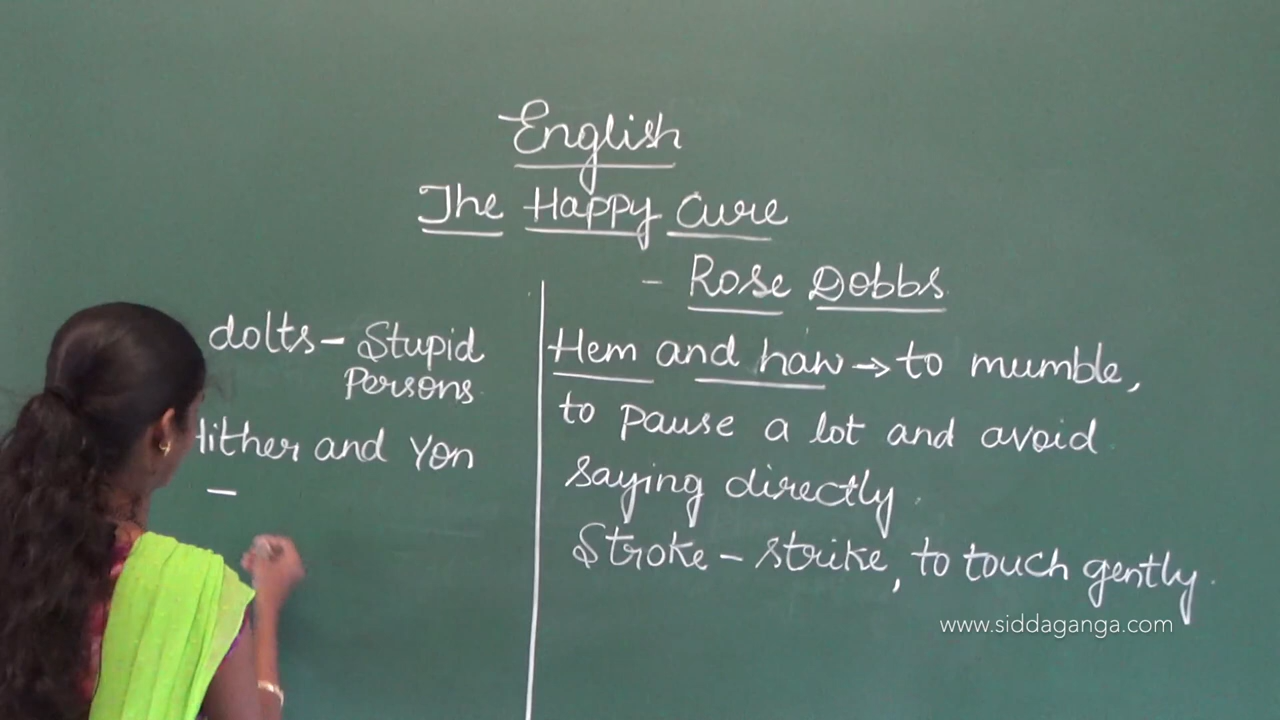 English
The Happy Cure
- Rose Dobbs
dolts - Stupid
Persons
Hither and Yon
-
Hem and haw → to mumble,
to pause a lot and avoid
saying directly.
Stroke - strike, to touch gently.
www.siddaganga.com